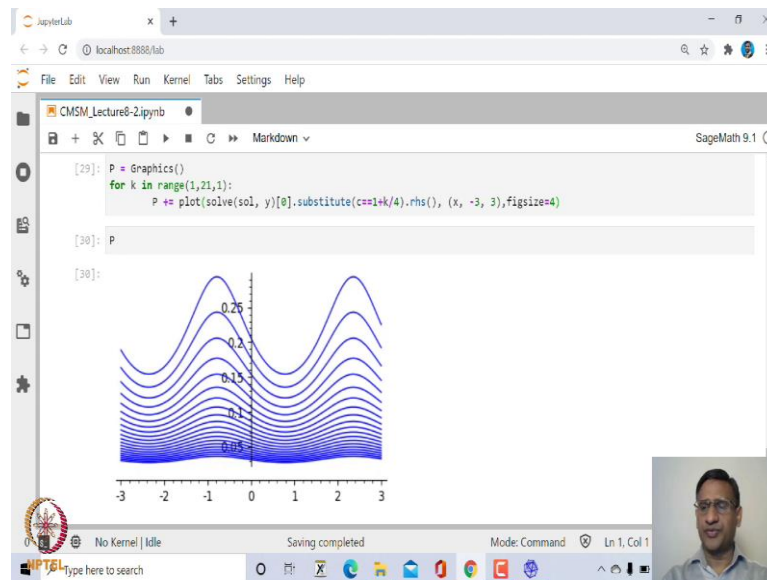 JupyterLab
localhost:8888/lab
File Edit View Run Kernel Tabs Settings Help
CMSM_Lecture8-2.ipynb
Markdown
SageMath 9.1
[29]: P = Graphics()
for k in range(1,21,1):
P += plot(solve(sol, y)[0].substitute(c==1+k/4).rhs(), (x, -3, 3),figsize=4)
[30]: P
[30]:
0.25
0.2
0.15
0.1
0.05
-3 -2 -1 0 1 2 3
0
No Kernel | Idle Saving completed Mode: Command Ln 1, Col 1
NPTEL
Type here to search